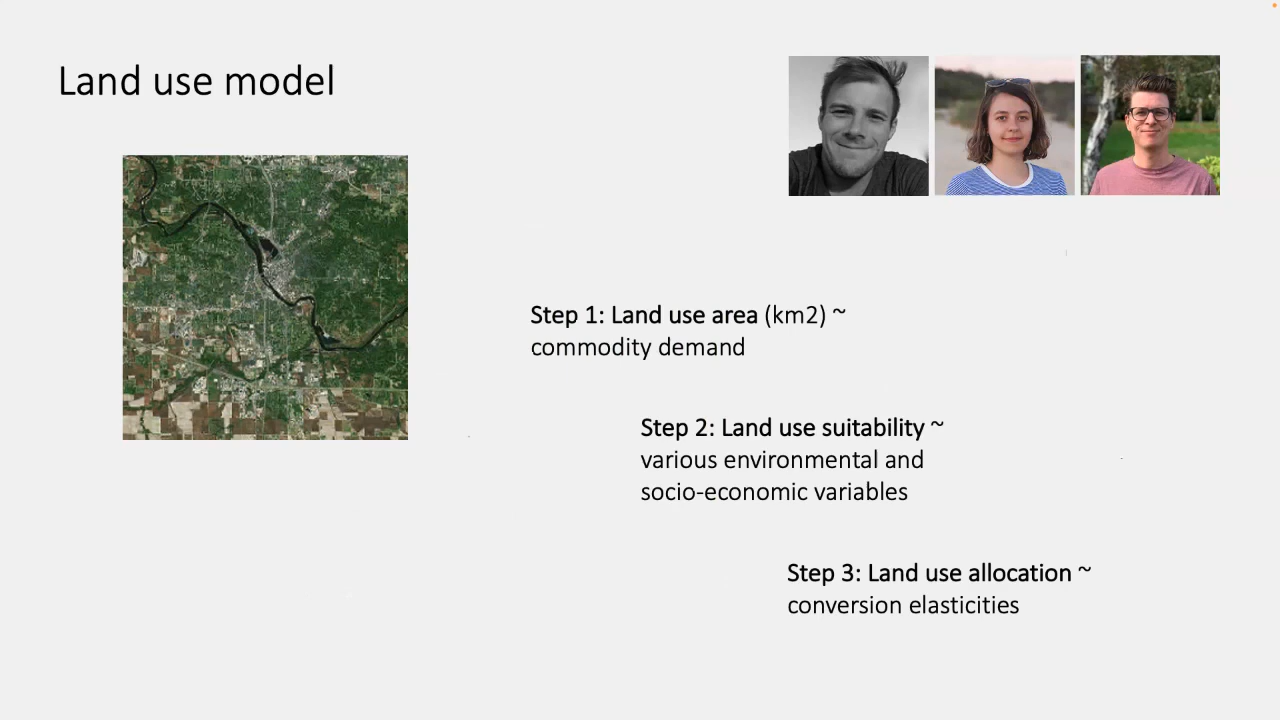 Land use model
Step 1: Land use area (km2) ~
commodity demand
Step 2: Land use suitability ~
various environmental and
socio-economic variables
Step 3: Land use allocation ~
conversion elasticities